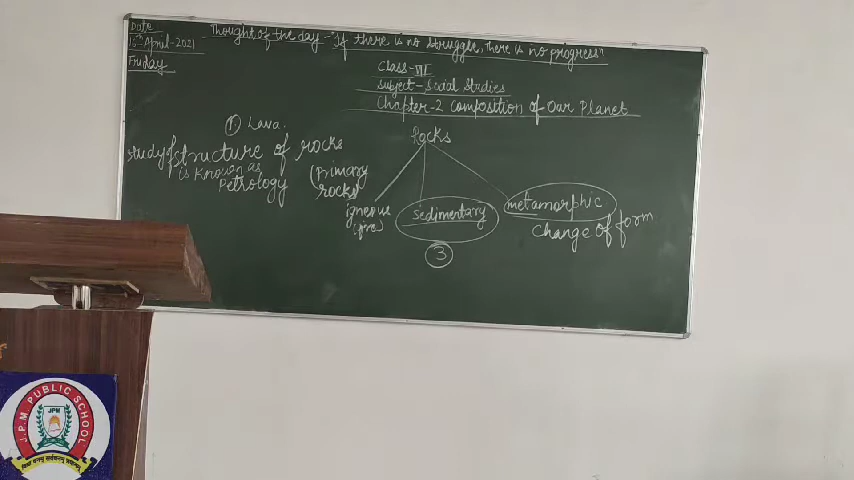 Date
16th April-2021
Friday
Thought of the day - "If there is no struggle, there is no progress"
Class-VII
Subject - Social Studies
Chapter-2 Composition of Our Planet
① Lava.
study of structure of rocks
is known as
Petrology
Rocks
(Primary
rocks)
igneous
(fire)
sedimentary
③
metamorphic
change of form
J.P.M. PUBLIC SCHOOL
JPM